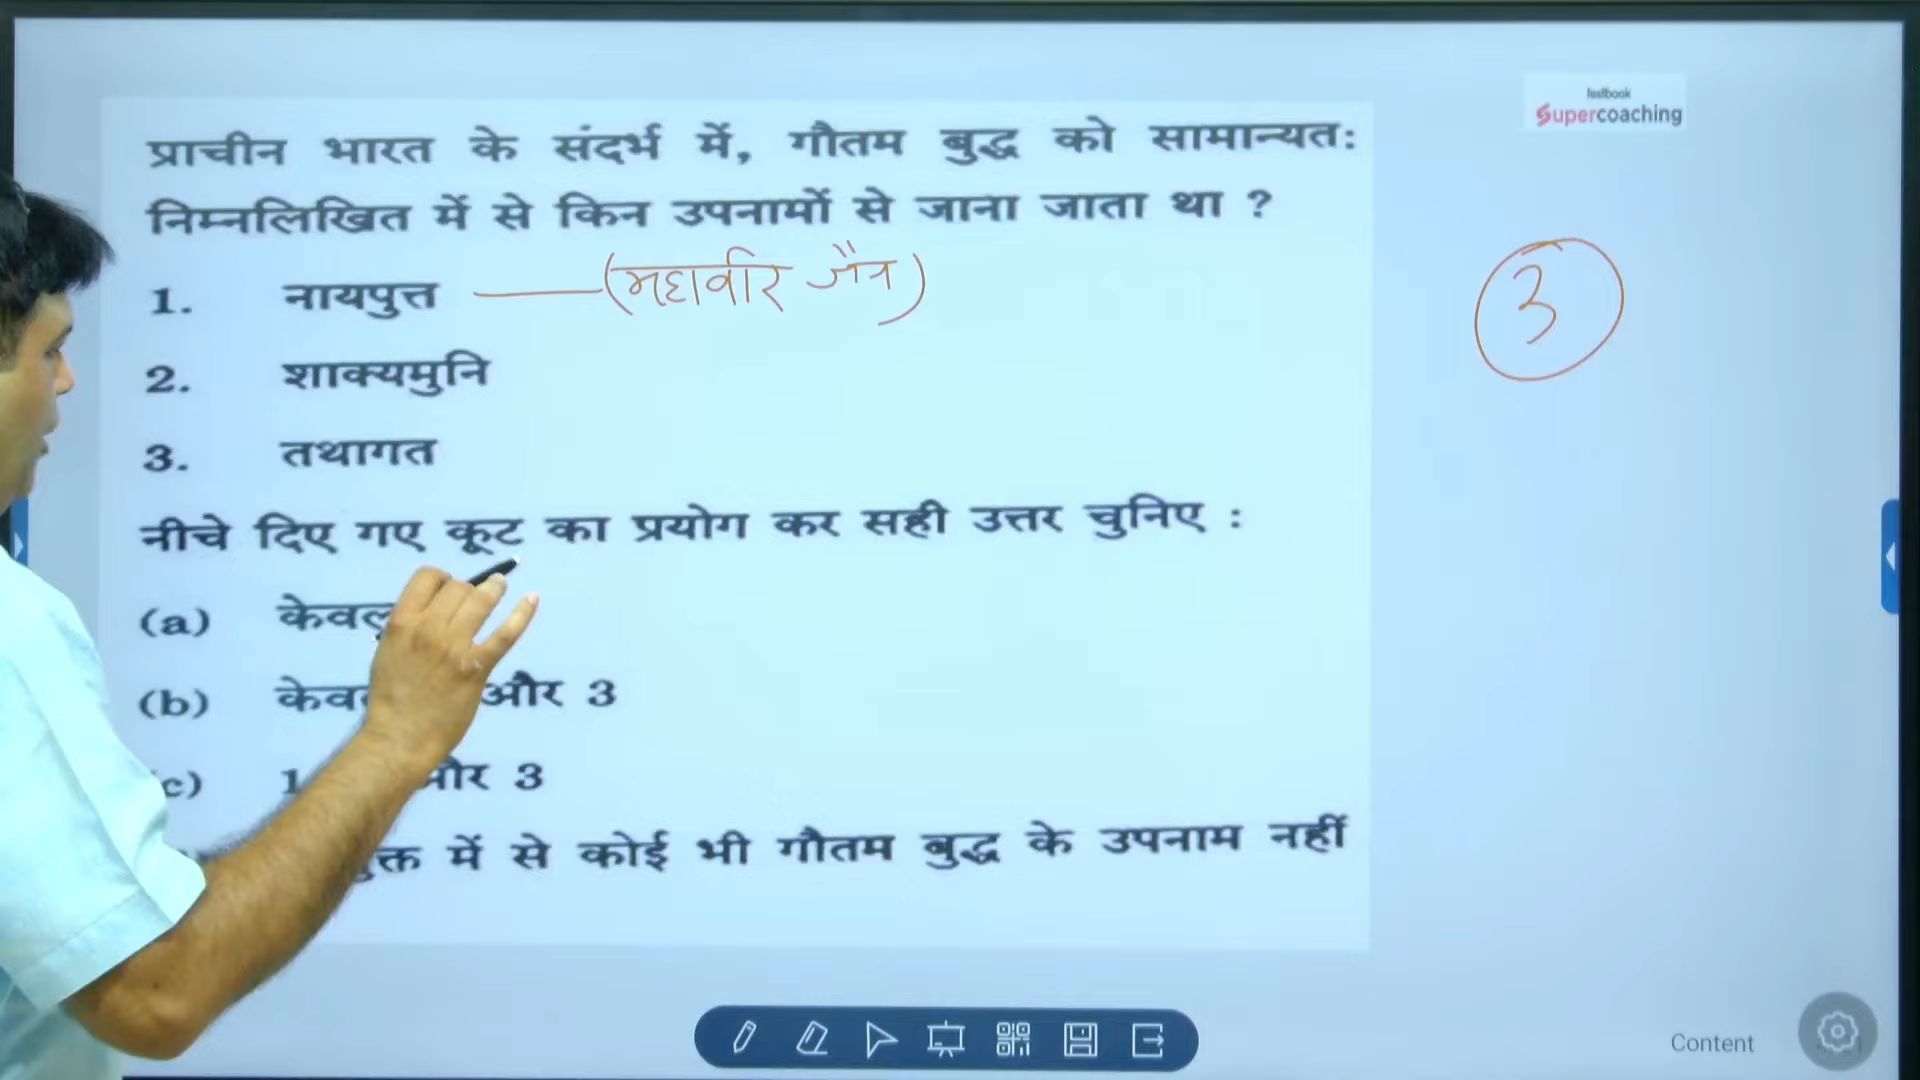 testbook
Supercoaching
प्राचीन भारत के संदर्भ में, गौतम बुद्ध को सामान्यत:
निम्नलिखित में से किन उपनामों से जाना जाता था ?
1. नायपुत्त (महावीर जैन)
3
2. शाक्यमुनि
3. तथागत
नीचे दिए गए कूट का प्रयोग कर सही उत्तर चुनिए :
(a) केवल
(b) और 3
(c) 1 और 3
में से कोई भी गौतम बुद्ध के उपनाम नहीं
Content